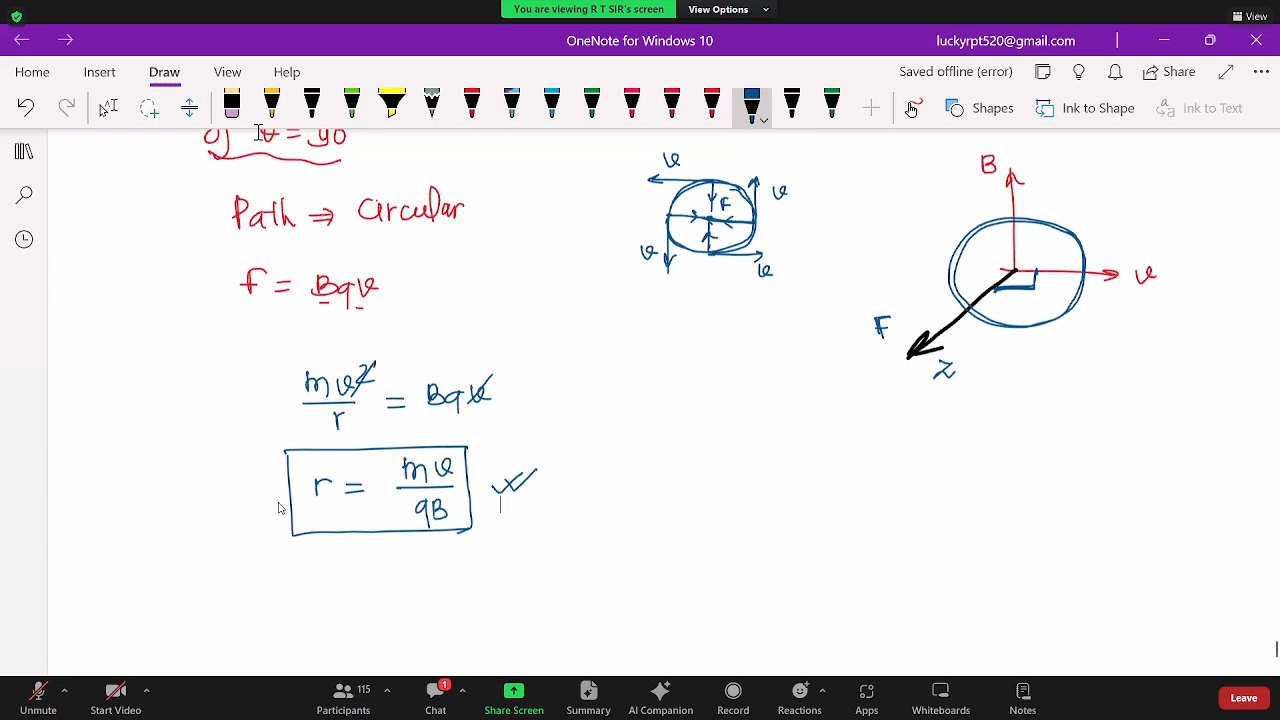 You are viewing R T SIR's screen
View Options
View
OneNote for Windows 10
luckyrpt520@gmail.com
Home Insert Draw View Help
Saved offline (error)
Share
Shapes
Ink to Shape
Ink to Text
Path ⇒ Circular
f = Bqv
mv²/r = Bqv
r = mv/qB
v
v
F
v
v
B
v
F
Z
Unmute
Start Video
115
Participants
1
Chat
Share Screen
Summary
AI Companion
Record
Reactions
Apps
Whiteboards
Notes
Leave